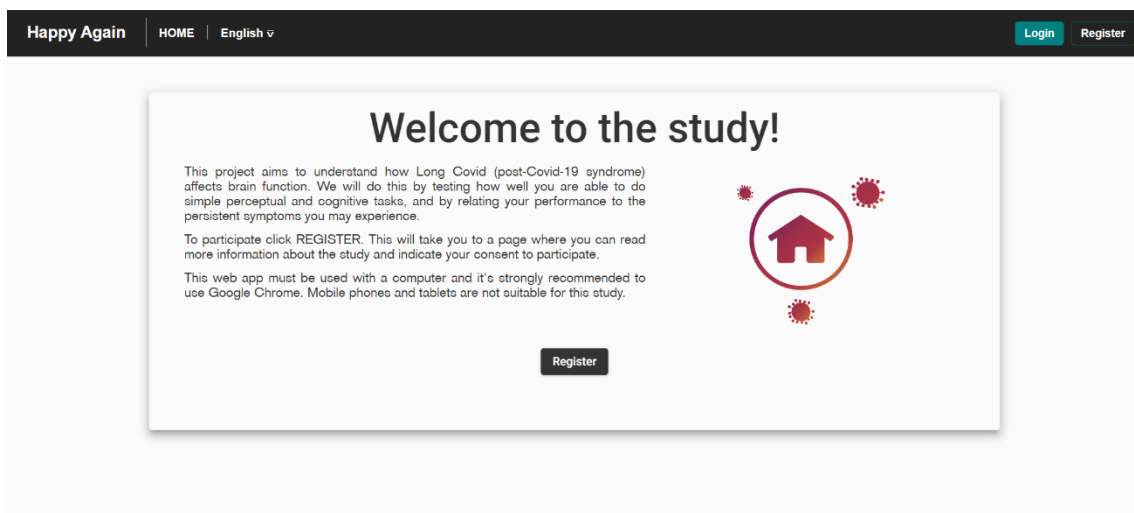 Happy Again HOME English
Login Register
Welcome to the study!
This project aims to understand how Long Covid (post-Covid-19 syndrome)
affects brain function. We will do this by testing how well you are able to do
simple perceptual and cognitive tasks, and by relating your performance to the
persistent symptoms you may experience.
To participate click REGISTER. This will take you to a page where you can read
more information about the study and indicate your consent to participate.
This web app must be used with a computer and it's strongly recommended to
use Google Chrome. Mobile phones and tablets are not suitable for this study.
Register